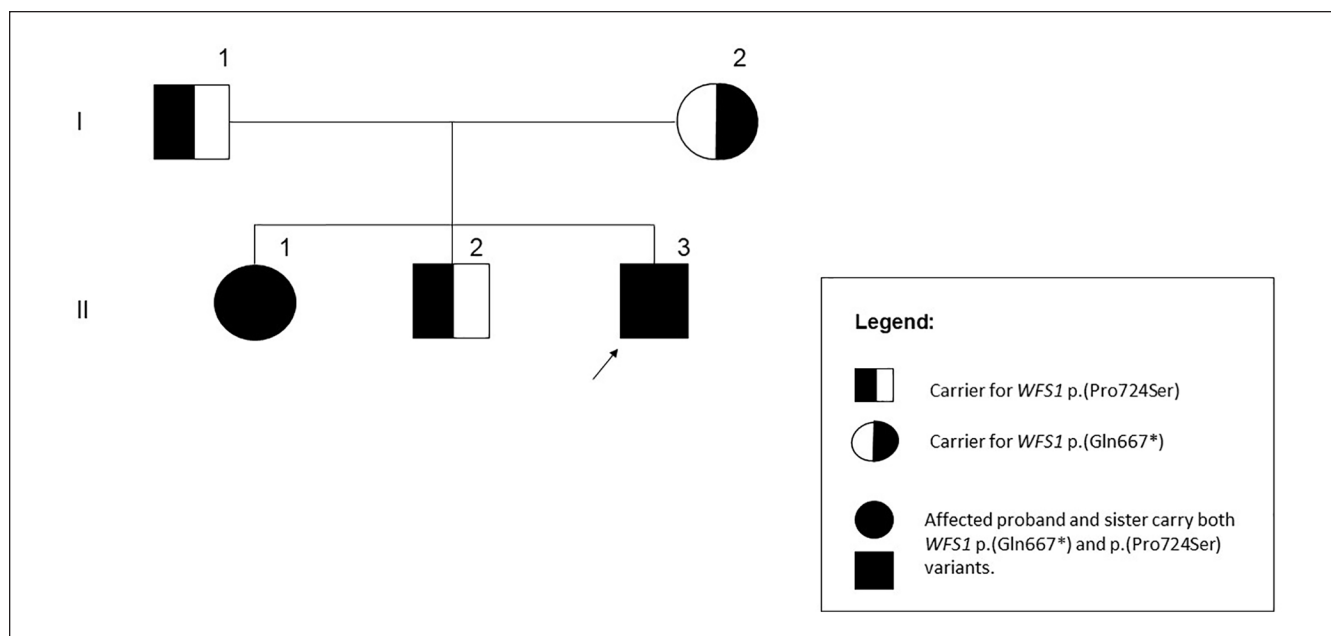 1
2
I
1
2
3
II
Legend:
Carrier for WFS1 p.(Pro724Ser)
Carrier for WFS1 p.(Gln667*)
Affected proband and sister carry both
WFS1 p.(Gln667*) and p.(Pro724Ser)
variants.